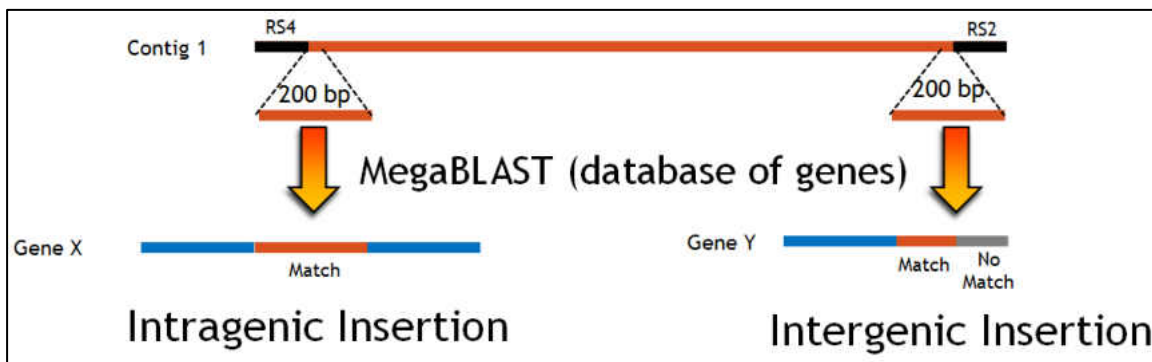 RS4
RS2
Contig 1
200 bp
200 bp
MegaBLAST (database of genes)
Gene X
Match
Gene Y
Match
No
Match
Intragenic Insertion
Intergenic Insertion